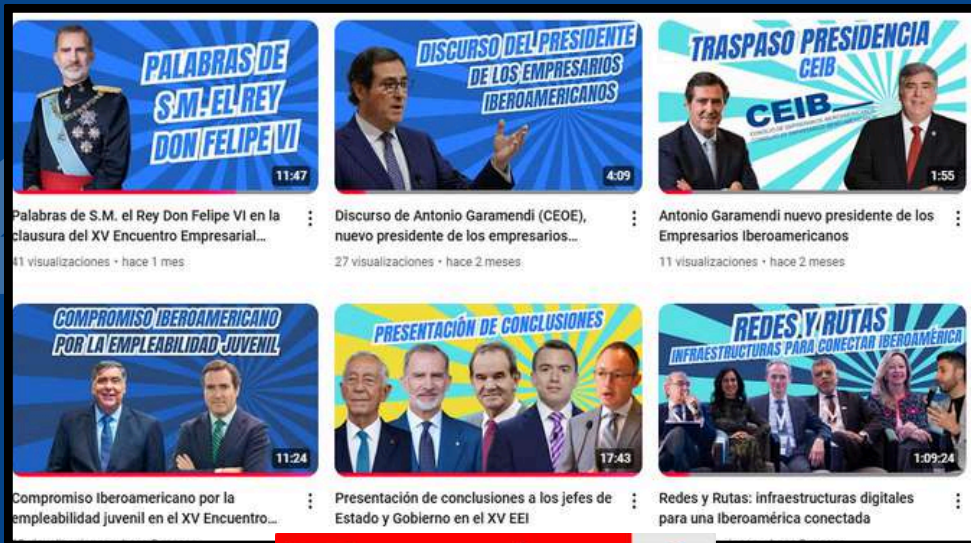 PALABRAS DE
S.M. EL REY
DON FELIPE VI
11:47
DISCURSO DEL PRESIDENTE
DE LOS EMPRESARIOS
IBEROAMERICANOS
4:09
TRASPASO PRESIDENCIA
CEIB
CEIB
CONSEJO DE EMPRESARIOS IBEROAMERICANOS
1:55
Palabras de S.M. el Rey Don Felipe VI en la
clausura del XV Encuentro Empresarial...
41 visualizaciones • hace 1 mes
Discurso de Antonio Garamendi (CEOE),
nuevo presidente de los empresarios...
27 visualizaciones • hace 2 meses
Antonio Garamendi nuevo presidente de los
Empresarios Iberoamericanos
11 visualizaciones • hace 2 meses
COMPROMISO IBEROAMERICANO
POR LA EMPLEABILIDAD JUVENIL
11:24
PRESENTACIÓN DE CONCLUSIONES
17:43
REDES Y RUTAS
INFRAESTRUCTURAS PARA CONECTAR IBEROAMÉRICA
1:09:24
Compromiso Iberoamericano por la
empleabilidad juvenil en el XV Encuentro...
Presentación de conclusiones a los jefes de
Estado y Gobierno en el XV EEI
Redes y Rutas: infraestructuras digitales
para una Iberoamérica conectada